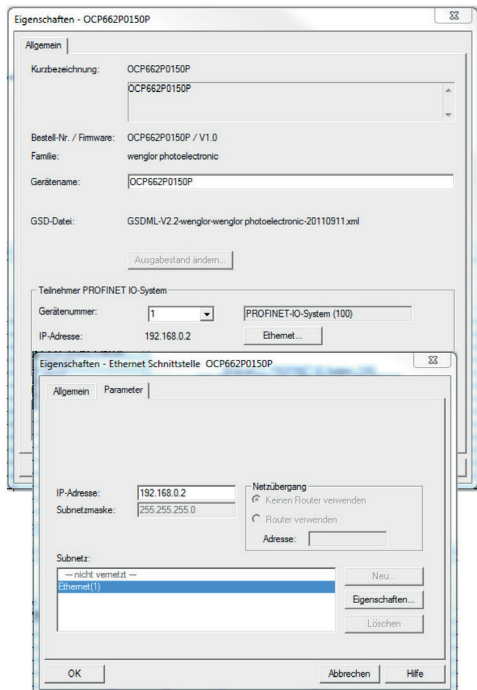 Eigenschaften - OCP662P0150P
Allgemein
Kurzbezeichnung: OCP662P0150P
OCP662P0150P
Bestell-Nr. / Firmware: OCP662P0150P / V1.0
Familie: wenglor photoelectronic
Gerätename: OCP662P0150P
GSD-Datei: GSDML-V2.2-wenglor-wenglor photoelectronic-20110911.xml
Ausgabestand ändern...
Teilnehmer PROFINET IO-System
Gerätenummer: 1 PROFINET-IO-System (100)
IP-Adresse: 192.168.0.2 Ethernet...
Eigenschaften - Ethernet Schnittstelle OCP662P0150P
Allgemein Parameter
IP-Adresse: 192.168.0.2
Subnetzmaske: 255.255.255.0
Netzübergang
Keinen Router verwenden
Router verwenden
Adresse:
Subnetz:
--- nicht vernetzt ---
Ethernet(1)
Neu...
Eigenschaften...
Löschen
OK Abbrechen Hilfe